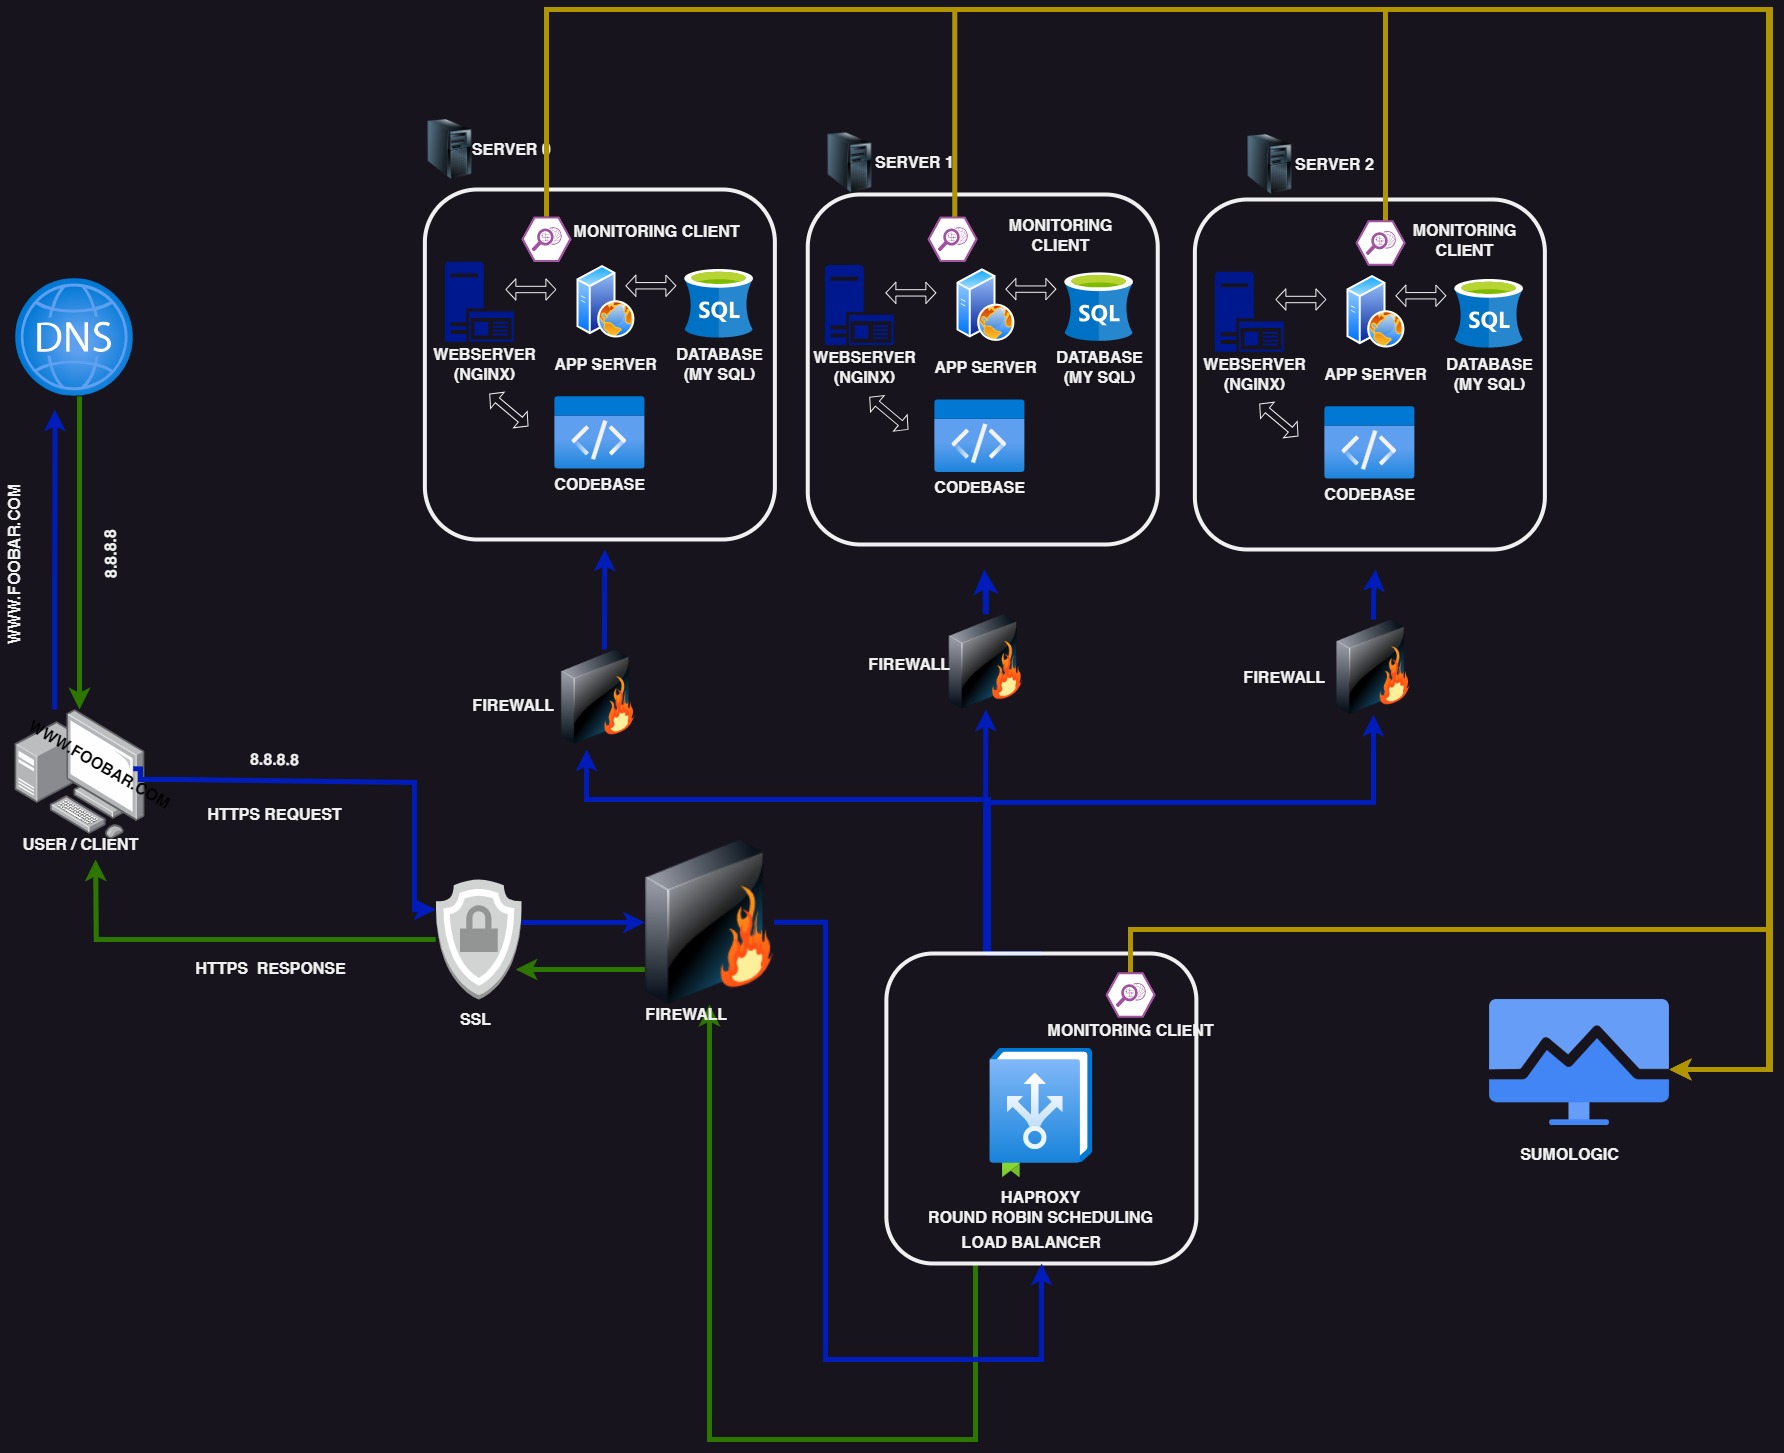 SERVER 0
SERVER 1
SERVER 2
MONITORING CLIENT
MONITORING
CLIENT
MONITORING
CLIENT
SQL
WEBSERVER
(NGINX)
APP SERVER
DATABASE
(MY SQL)
CODEBASE
SQL
WEBSERVER
(NGINX)
APP SERVER
DATABASE
(MY SQL)
CODEBASE
SQL
WEBSERVER
(NGINX)
APP SERVER
DATABASE
(MY SQL)
CODEBASE
DNS
WWW.FOOBAR.COM
8.8.8.8
FIREWALL
FIREWALL
FIREWALL
WWW.FOOBAR.COM
USER / CLIENT
8.8.8.8
HTTPS REQUEST
HTTPS RESPONSE
SSL
FIREWALL
MONITORING CLIENT
HAPROXY
ROUND ROBIN SCHEDULING
LOAD BALANCER
SUMOLOGIC